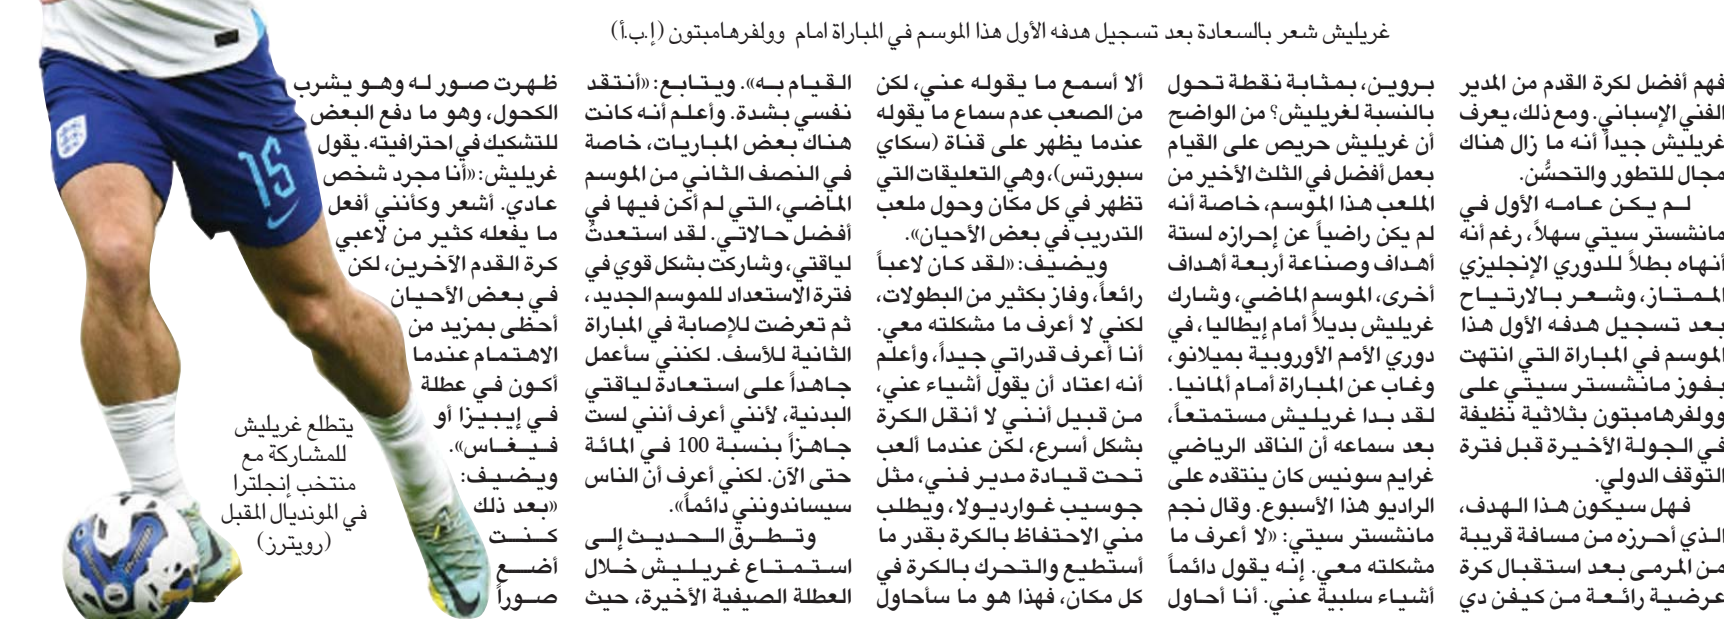 غريليش شعر بالسعادة بعد تسجيل هدفه الأول هذا الموسم في المباراة امام وولفرهامبتون (إ.ب.أ)
فهم أفضل لكرة القدم من المدير
الفني الإسباني. ومع ذلك، يعرف
غريليش جيداً أنه ما زال هناك
مجال للتطور والتحسُّن.
لم يكن عامه الأول في
مانشستر سيتي سهلاً، رغم أنه
أنهاه بطلاً للدوري الإنجليزي
الممتاز، وشعر بالارتياح
بعد تسجيل هدفه الأول هذا
الموسم في المباراة التي انتهت
بفوز مانشستر سيتي على
وولفرهامبتون بثلاثية نظيفة
في الجولة الأخيرة قبل فترة
التوقف الدولي.
فهل سيكون هذا الهدف،
الذي أحرزه من مسافة قريبة
من المرمى بعد استقبال كرة
عرضية رائعة من كيفن دي
بروين، بمثابة نقطة تحول
بالنسبة لغريليش؟ من الواضح
أن غريليش حريص على القيام
بعمل أفضل في الثلث الأخير من
الملعب هذا الموسم، خاصة أنه
لم يكن راضياً عن إحرازه لستة
أهداف وصناعة أربعة أهداف
أخرى، الموسم الماضي، وشارك
غريليش بديلاً أمام إيطاليا، في
دوري الأمم الأوروبية بميلانو،
وغاب عن المباراة أمام ألمانيا.
لقد بدا غريليش مستمتعاً،
بعد سماعه أن الناقد الرياضي
غرايم سونيس كان ينتقده على
الراديو هذا الأسبوع. وقال نجم
مانشستر سيتي: «لا أعرف ما
مشكلته معي. إنه يقول دائماً
أشياء سلبية عني. أنا أحاول
ألا أسمع ما يقوله عني، لكن
من الصعب عدم سماع ما يقوله
عندما يظهر على قناة (سكاي
سبورتس)، وهي التعليقات التي
تظهر في كل مكان وحول ملعب
التدريب في بعض الأحيان».
ويضيف: «لقد كان لاعباً
رائعاً، وفاز بكثير من البطولات،
لكني لا أعرف ما مشكلته معي.
أنا أعرف قدراتي جيداً، وأعلم
أنه اعتاد أن يقول أشياء عني،
من قبيل أنني لا أنقل الكرة
بشكل أسرع، لكن عندما ألعب
تحت قيادة مدير فني، مثل
جوسيب غوارديولا، ويطلب
مني الاحتفاظ بالكرة بقدر ما
أستطيع والتحرك بالكرة في
كل مكان، فهذا هو ما سأحاول
القيام به». ويتابع: «أنتقد
نفسي بشدة. وأعلم أنه كانت
هناك بعض المباريات، خاصة
في النصف الثاني من الموسم
الماضي، التي لم أكن فيها في
أفضل حالاتي. لقد استعدتُ
لياقتي، وشاركت بشكل قوي في
فترة الاستعداد للموسم الجديد،
ثم تعرضت للإصابة في المباراة
الثانية للأسف. لكنني سأعمل
جاهداً على استعادة لياقتي
البدنية، لأنني أعرف أنني لست
جاهزاً بنسبة 100 في المائة
حتى الآن. لكني أعرف أن الناس
سيساندونني دائماً».
وتطرق الحديث إلى
استمتاع غريليش خلال
العطلة الصيفية الأخيرة، حيث
ظهرت صور له وهو يشرب
الكحول، وهو ما دفع البعض
للتشكيك في احترافيته. يقول
غريليش: «أنا مجرد شخص
عادي. أشعر وكأنني أفعل
ما يفعله كثير من لاعبي
كرة القدم الآخرين، لكن
في بعض الأحيان
أحظى بمزيد من
الاهتمام عندما
أكون في عطلة
في إيبيزا أو
فيغاس».
ويضيف:
«بعد ذلك
كنت
أضع
صوراً
يتطلع غريليش
للمشاركة مع
منتخب إنجلترا
في المونديال المقبل
(رويترز)
15